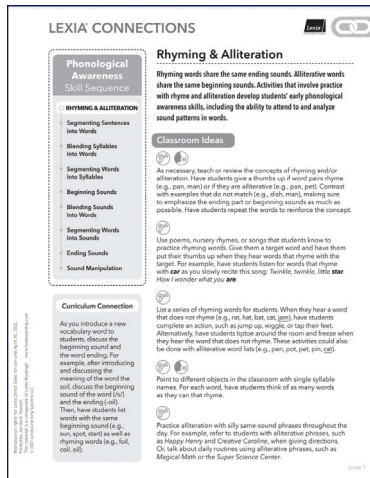 LEXIA® CONNECTIONS
Lexia
Phonological
Awareness
Skill Sequence
RHYMING & ALLITERATION
Segmenting Sentences
into Words
Blending Syllables
into Words
Segmenting Words
into Syllables
Beginning Sounds
Blending Sounds
into Words
Segmenting Words
into Sounds
Ending Sounds
Sound Manipulation
Curriculum Connection
As you introduce a new
vocabulary word to
students, discuss the
beginning sound and
the word ending. For
example, after introducing
and discussing the
meaning of the word the
soil, discuss the beginning
sound of the word (/s/)
and the ending (-oil).
Then, have students list
words with the same
beginning sound (e.g.,
sun, spot, start) as well as
rhyming words (e.g., foil,
coil, oil).
Rhyming & Alliteration
Rhyming words share the same ending sounds. Alliterative words
share the same beginning sounds. Activities that involve practice
with rhyme and alliteration develop students' early phonological
awareness skills, including the ability to attend to and analyze
sound patterns in words.
Classroom Ideas
As necessary, teach or review the concepts of rhyming and/or
alliteration. Have students give a thumbs up if word pairs rhyme
(e.g., pan, man) or if they are alliterative (e.g., pan, pet). Contrast
with examples that do not match (e.g., dish, man), making sure
to emphasize the ending part or beginning sounds as much as
possible. Have students repeat the words to reinforce the concept.
Use poems, nursery rhymes, or songs that students know to
practice rhyming words. Give them a target word and have them
put their thumbs up when they hear words that rhyme with the
target. For example, have students listen for words that rhyme
with car as you slowly recite this song: Twinkle, twinkle, little star.
How I wonder what you are.
List a series of rhyming words for students. When they hear a word
that does not rhyme (e.g., rat, hat, bat, cat, jam), have students
complete an action, such as jump up, wiggle, or tap their feet.
Alternatively, have students tiptoe around the room and freeze when
they hear the word that does not rhyme. These activities could also
be done with alliterative word lists (e.g., pen, pot, pet, pin, cat).
Point to different objects in the classroom with single syllable
names. For each word, have students think of as many words
as they can that rhyme.
Practice alliteration with silly same-sound phrases throughout the
day. For example, refer to students with alliterative phrases, such
as Happy Henry and Creative Caroline, when giving directions.
Or, talk about daily routines using alliterative phrases, such as
Magical Math or the Super Science Center.
page 1